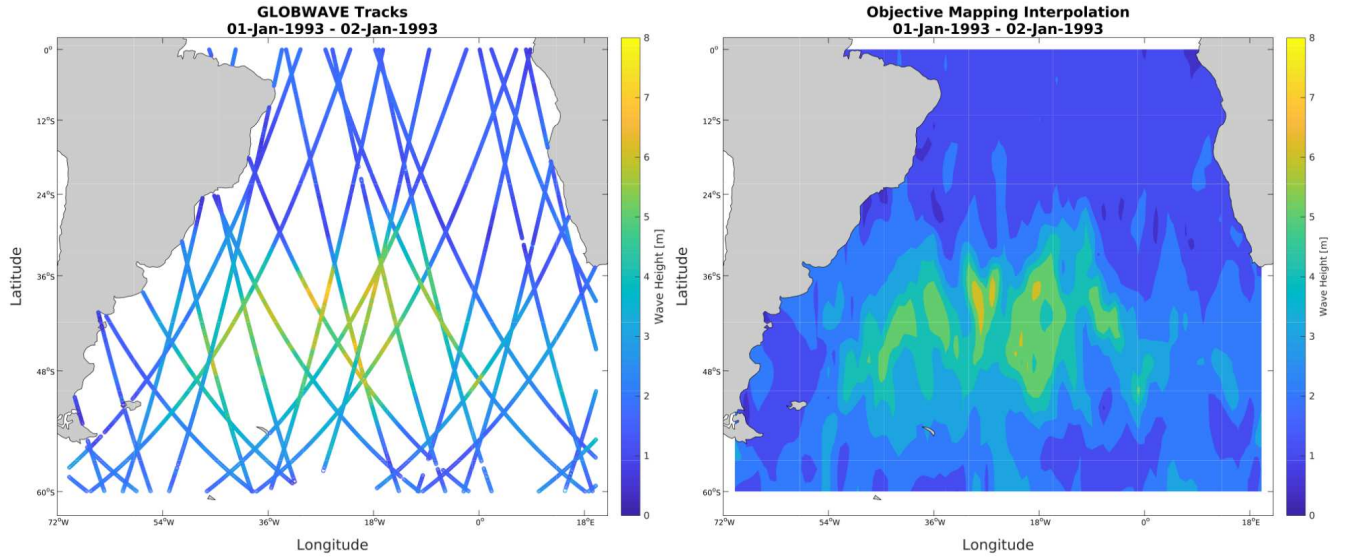 GLOBWAVE Tracks
01-Jan-1993 - 02-Jan-1993
0°
12°S
24°S
36°S
48°S
60°S
72°W
54°W
36°W
18°W
0°
18°E
Latitude
Longitude
8
7
6
5
4
3
2
1
0
Wave Height [m]
Objective Mapping Interpolation
01-Jan-1993 - 02-Jan-1993
0°
12°S
24°S
36°S
48°S
60°S
72°W
54°W
36°W
18°W
0°
18°E
Latitude
Longitude
8
7
6
5
4
3
2
1
0
Wave Height [m]